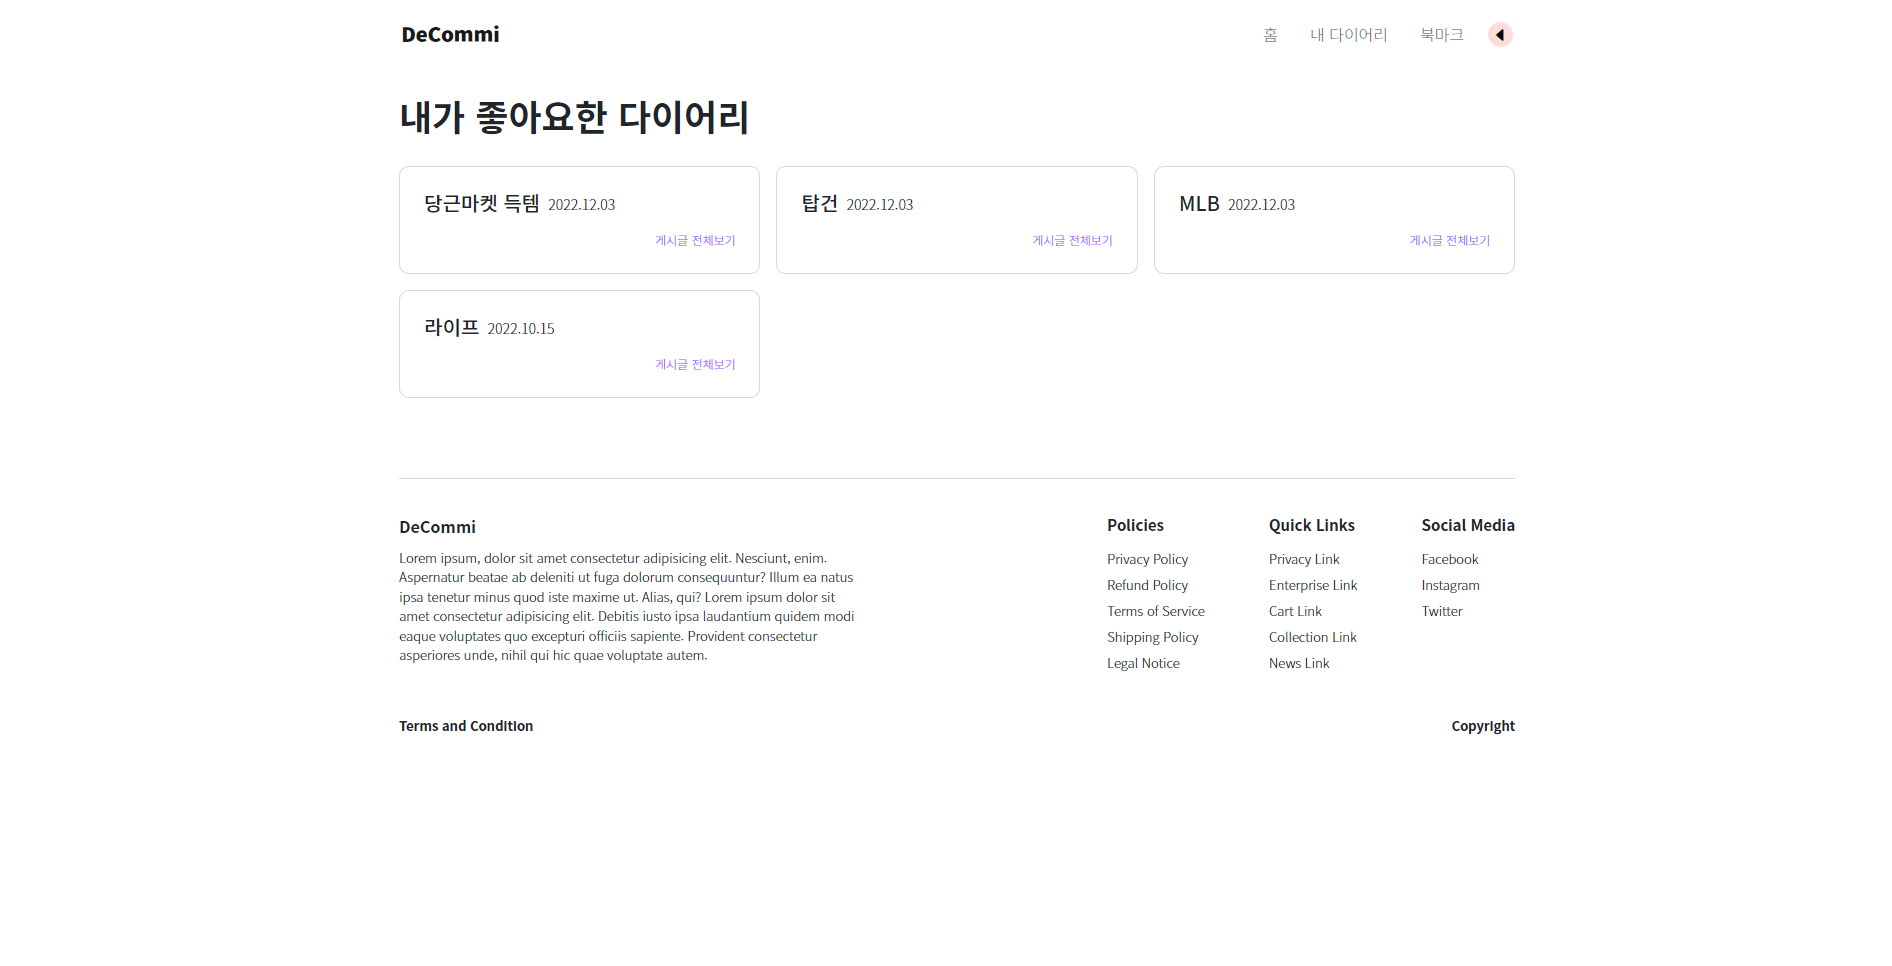 DeCommi
홈 내 다이어리 북마크
내가 좋아요한 다이어리
당근마켓 득템 2022.12.03
게시글 전체보기
탑건 2022.12.03
게시글 전체보기
MLB 2022.12.03
게시글 전체보기
라이프 2022.10.15
게시글 전체보기
DeCommi
Lorem ipsum, dolor sit amet consectetur adipisicing elit. Nesciunt, enim.
Aspernatur beatae ab deleniti ut fuga dolorum consequuntur? Illum ea natus
ipsa tenetur minus quod iste maxime ut. Alias, qui? Lorem ipsum dolor sit
amet consectetur adipisicing elit. Debitis iusto ipsa laudantium quidem modi
eaque voluptates quo excepturi officiis sapiente. Provident consectetur
asperiores unde, nihil qui hic quae voluptate autem.
Policies
Privacy Policy
Refund Policy
Terms of Service
Shipping Policy
Legal Notice
Quick Links
Privacy Link
Enterprise Link
Cart Link
Collection Link
News Link
Social Media
Facebook
Instagram
Twitter
Terms and Condition
Copyright